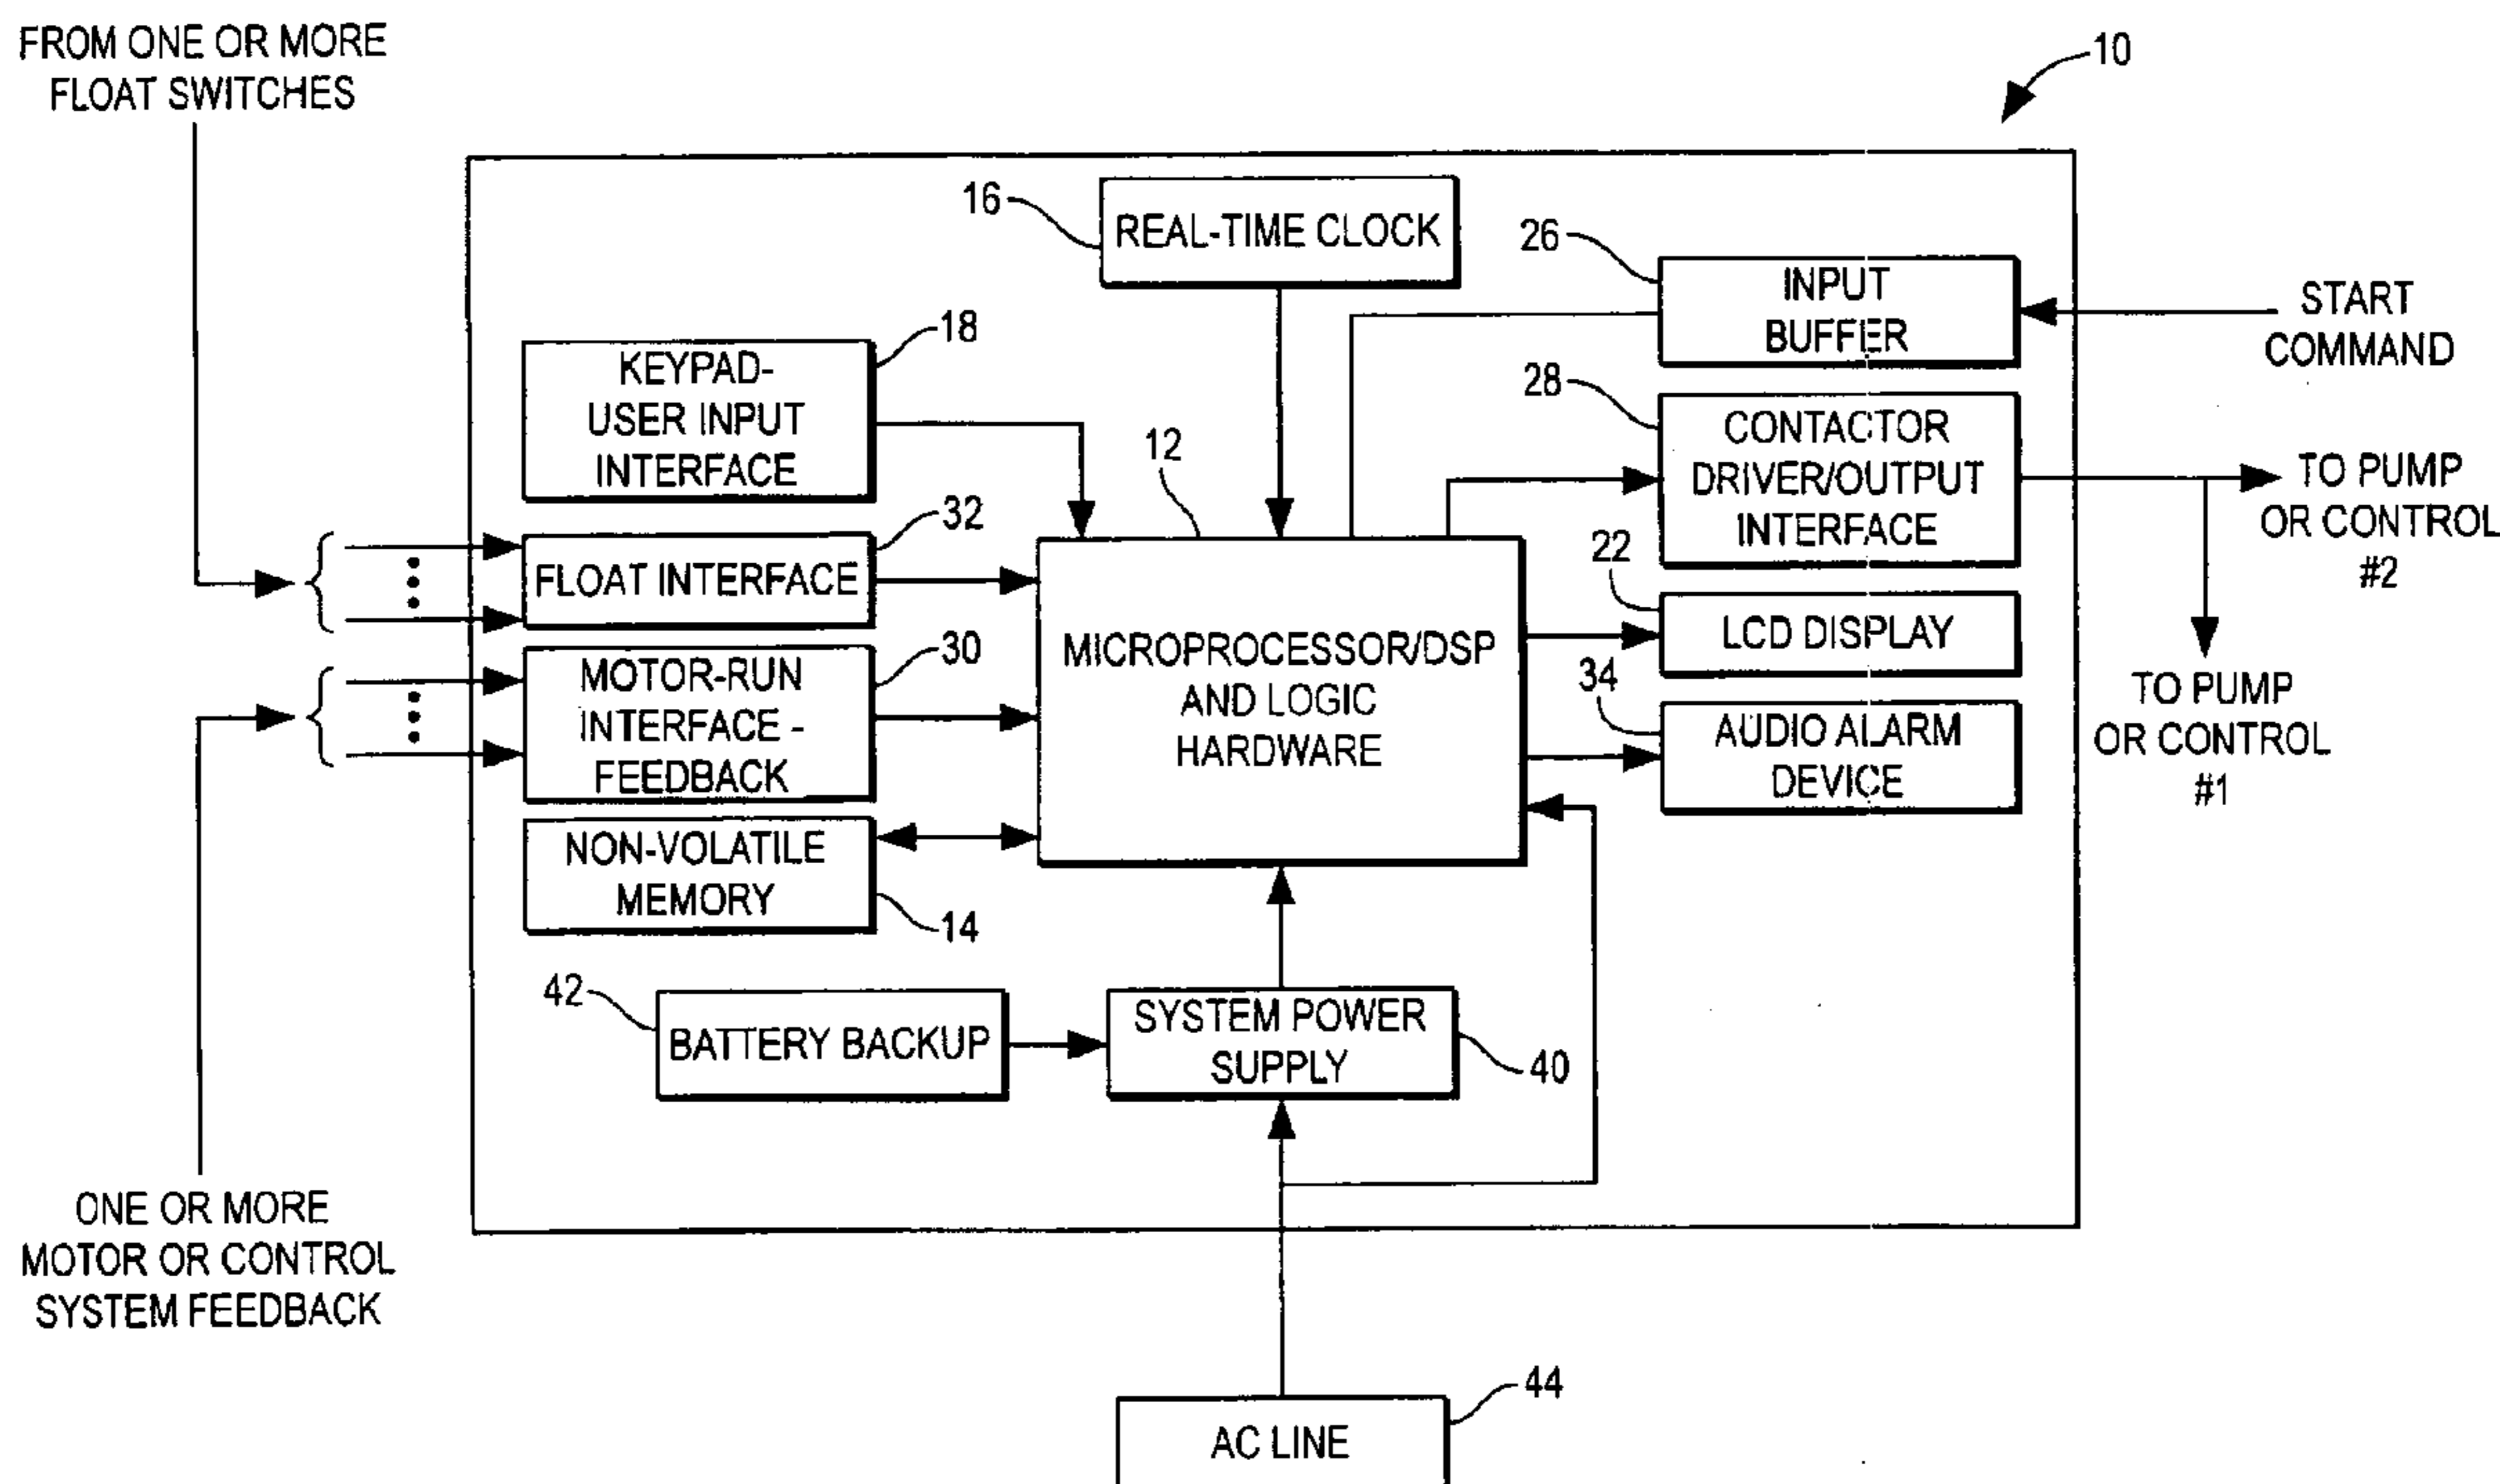 FROM ONE OR MORE
FLOAT SWITCHES
10
16
REAL-TIME CLOCK
26
INPUT
BUFFER
START
COMMAND
18
KEYPAD-
USER INPUT
INTERFACE
28
CONTACTOR
DRIVER/OUTPUT
INTERFACE
TO PUMP
OR CONTROL
#2
12
32
FLOAT INTERFACE
22
LCD DISPLAY
TO PUMP
OR CONTROL
#1
30
MOTOR-RUN
INTERFACE -
FEEDBACK
MICROPROCESSOR/DSP
AND LOGIC
HARDWARE
34
AUDIO ALARM
DEVICE
NON-VOLATILE
MEMORY
14
42
BATTERY BACKUP
SYSTEM POWER
SUPPLY
40
ONE OR MORE
MOTOR OR CONTROL
SYSTEM FEEDBACK
44
AC LINE